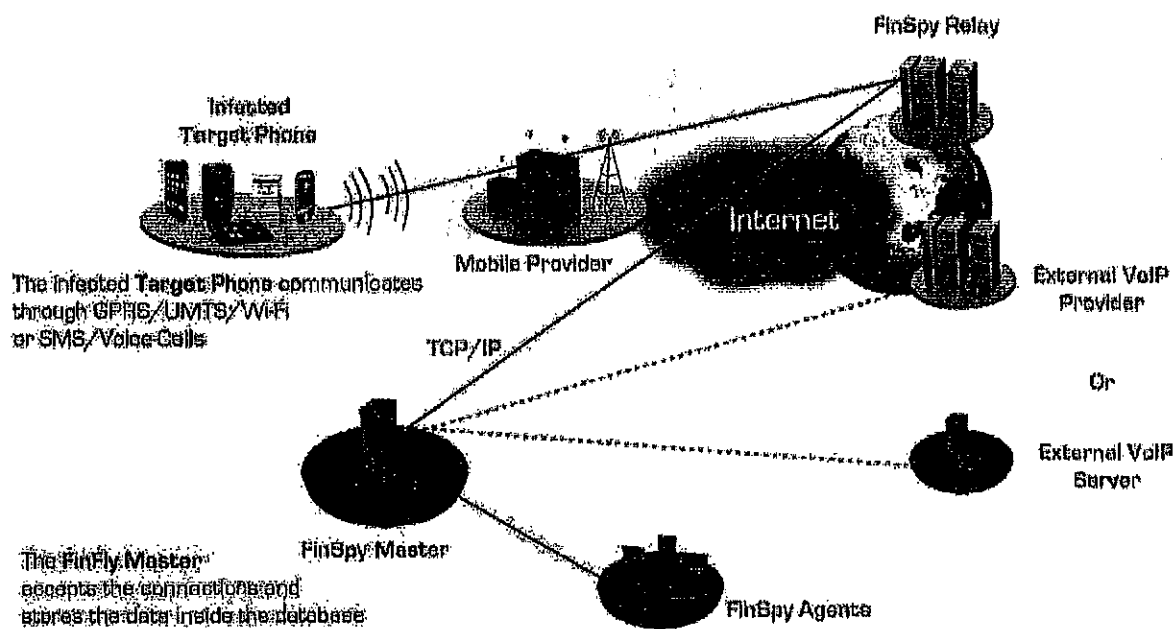 FinSpy Relay
Infected
Target Phone
Internet
Mobile Provider
The infected Target Phone communicates
through GPRS/UMTS/Wi-Fi
or SMS/Voice Calls
External VoIP
Provider
TCP/IP
Or
External VoIP
Server
FinSpy Master
The FinFly Master
accepts the connections and
stores the data inside the database
FinSpy Agents